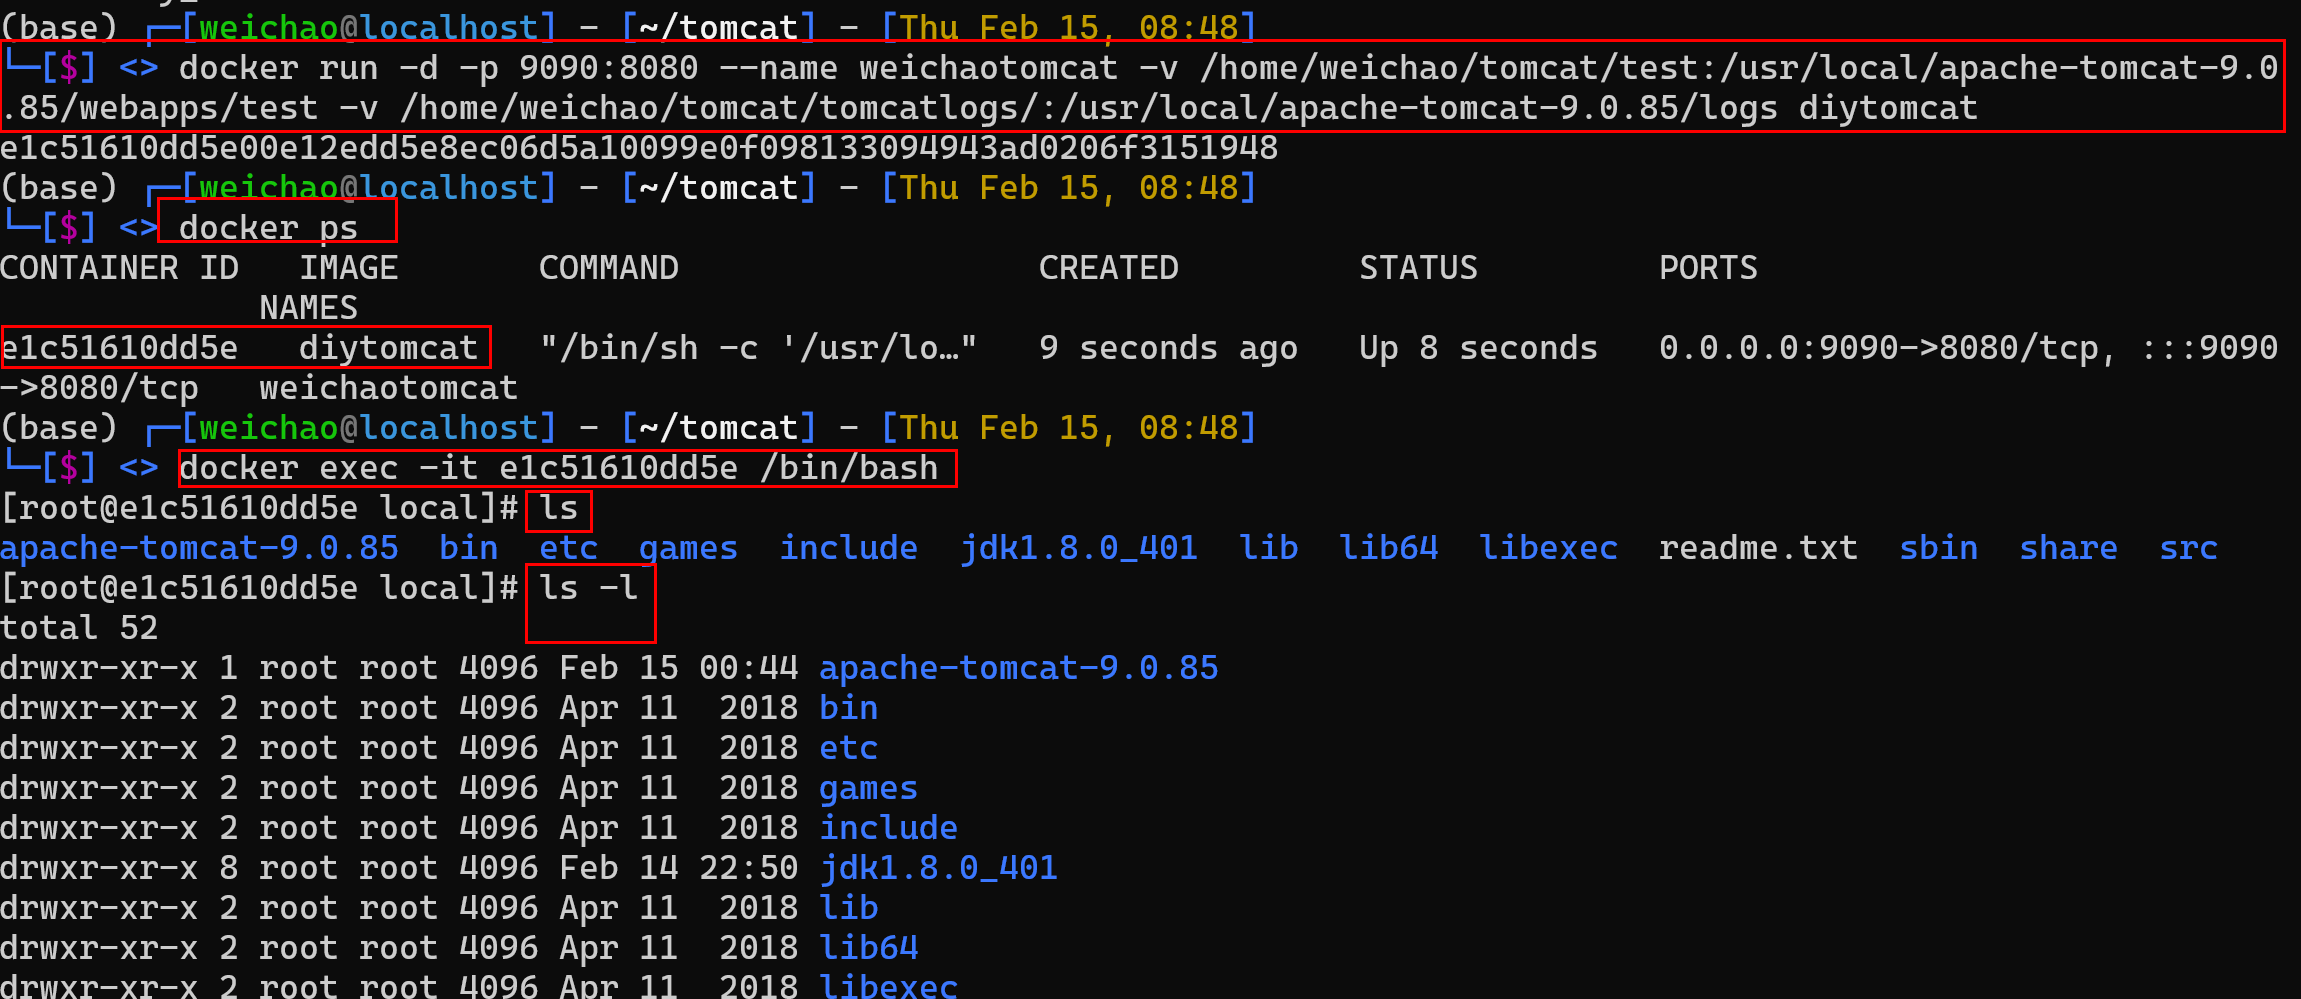 (base) ┌─[weichao@localhost] - [~/tomcat] - [Thu Feb 15, 08:48]
└─[$] <> docker run -d -p 9090:8080 --name weichaotomcat -v /home/weichao/tomcat/test:/usr/local/apache-tomcat-9.0
.85/webapps/test -v /home/weichao/tomcat/tomcatlogs/:/usr/local/apache-tomcat-9.0.85/logs diytomcat
e1c51610dd5e00e12edd5e8ec06d5a10099e0f098133094943ad0206f3151948
(base) ┌─[weichao@localhost] - [~/tomcat] - [Thu Feb 15, 08:48]
└─[$] <> docker ps
CONTAINER ID   IMAGE       COMMAND                  CREATED         STATUS         PORTS
             NAMES
e1c51610dd5e   diytomcat   "/bin/sh -c '/usr/lo…"   9 seconds ago   Up 8 seconds   0.0.0.0:9090->8080/tcp, :::9090
->8080/tcp   weichaotomcat
(base) ┌─[weichao@localhost] - [~/tomcat] - [Thu Feb 15, 08:48]
└─[$] <> docker exec -it e1c51610dd5e /bin/bash
[root@e1c51610dd5e local]# ls
apache-tomcat-9.0.85  bin  etc  games  include  jdk1.8.0_401  lib  lib64  libexec  readme.txt  sbin  share  src
[root@e1c51610dd5e local]# ls -l
total 52
drwxr-xr-x 1 root root 4096 Feb 15 00:44 apache-tomcat-9.0.85
drwxr-xr-x 2 root root 4096 Apr 11  2018 bin
drwxr-xr-x 2 root root 4096 Apr 11  2018 etc
drwxr-xr-x 2 root root 4096 Apr 11  2018 games
drwxr-xr-x 2 root root 4096 Apr 11  2018 include
drwxr-xr-x 8 root root 4096 Feb 14 22:50 jdk1.8.0_401
drwxr-xr-x 2 root root 4096 Apr 11  2018 lib
drwxr-xr-x 2 root root 4096 Apr 11  2018 lib64
drwxr-xr-x 2 root root 4096 Apr 11  2018 libexec